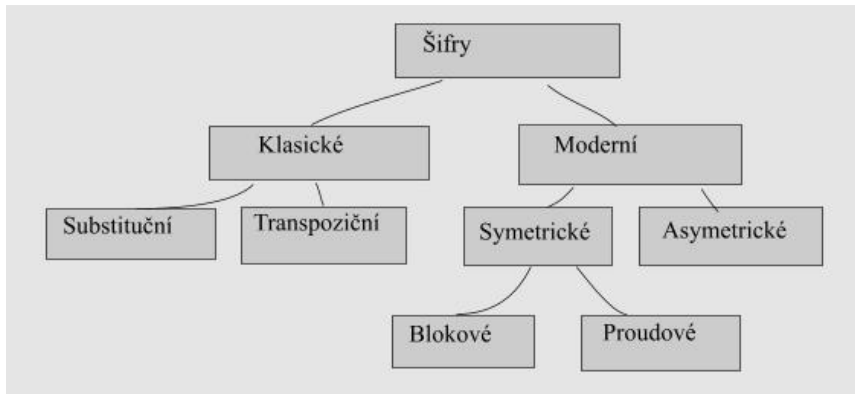 Šifry
Klasické
Moderní
Substituční
Transpoziční
Symetrické
Asymetrické
Blokové
Proudové